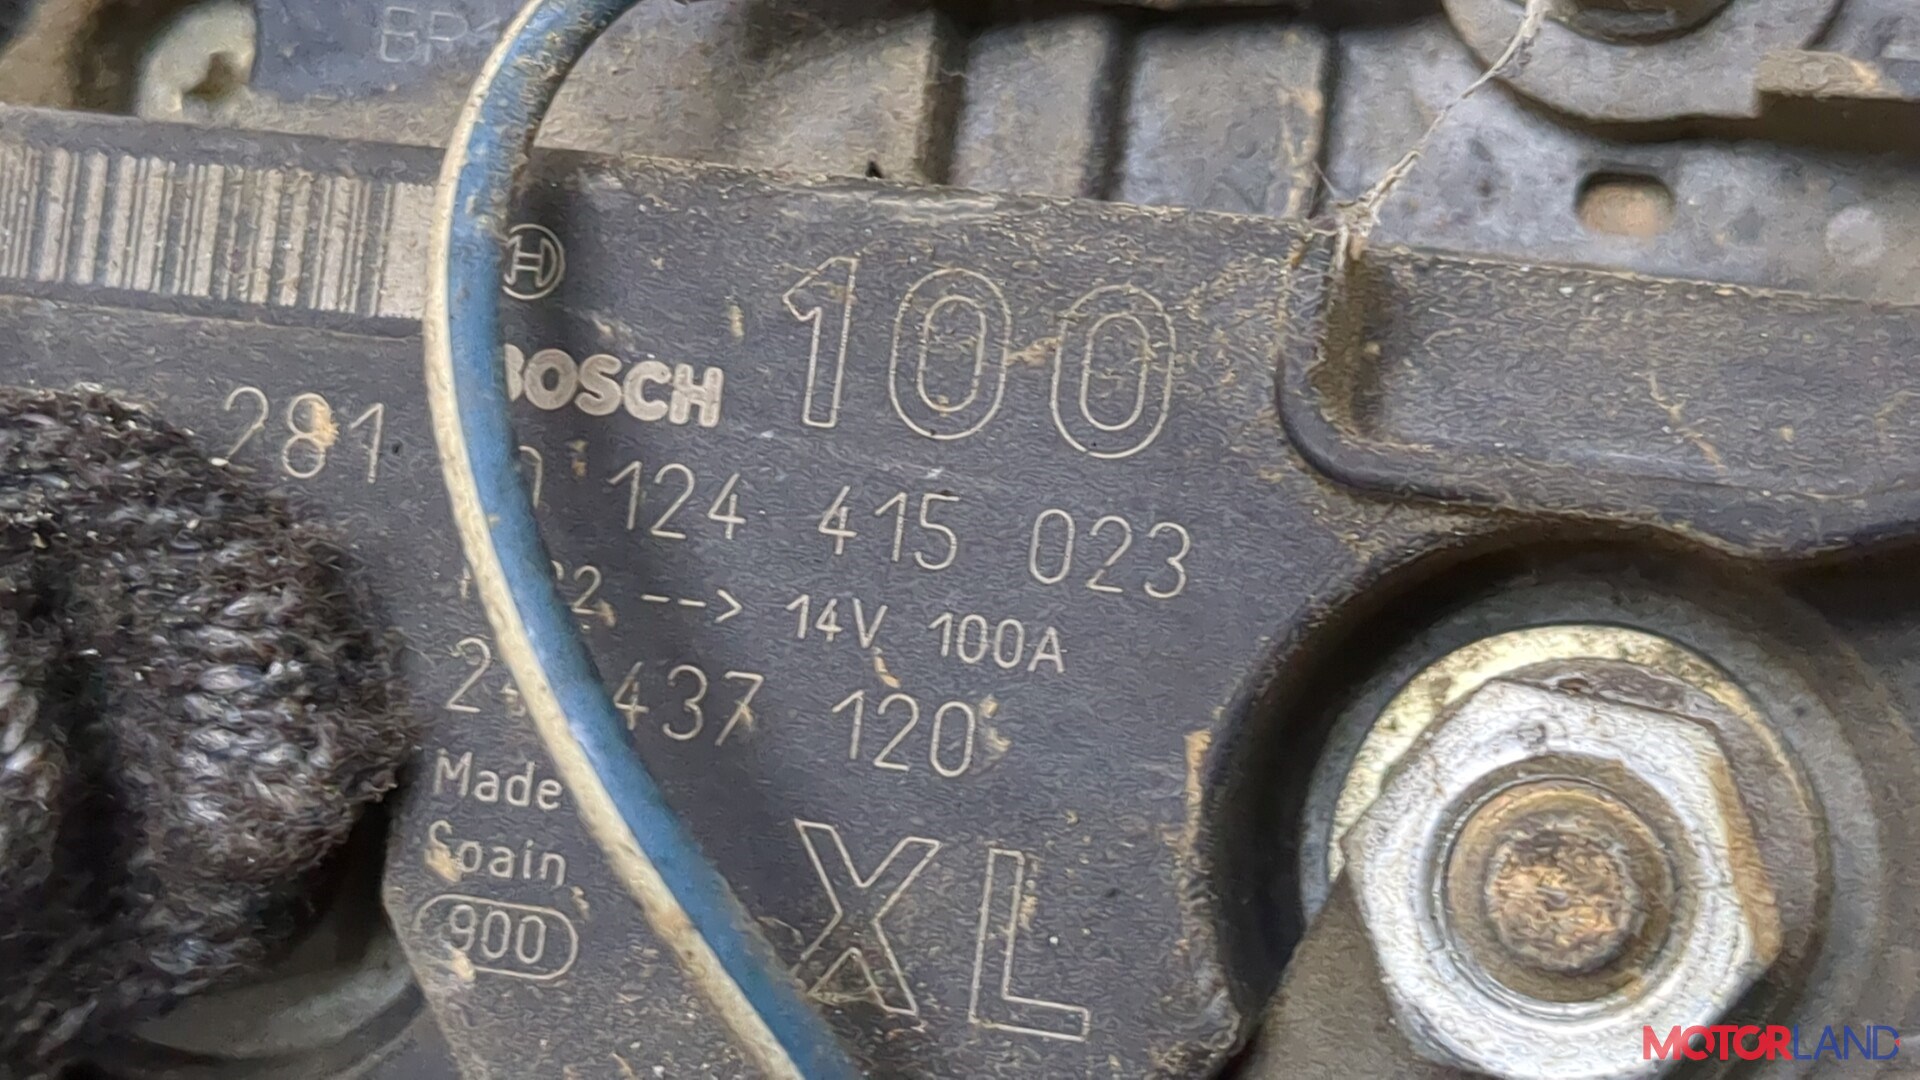 BOSCH 100
281
124 415 023
--> 14V 100A
437 120
Made
Spain
900
XL
MOTORLAND